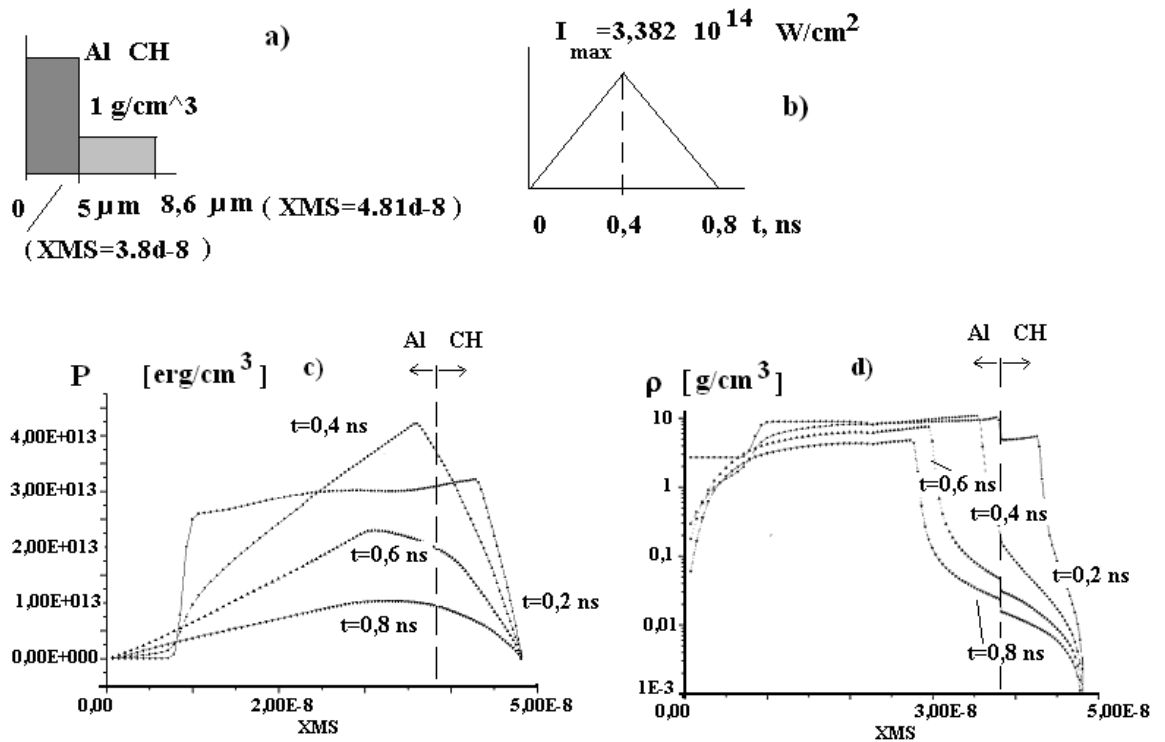 a)
Al CH
1 g/cm^3
0 5 µm 8,6 µm ( XMS=4.81d-8)
( XMS=3.8d-8 )
I max =3,382 10^14 W/cm^2
b)
0 0,4 0,8 t, ns
P [erg/cm^3] c)
Al CH
4,00E+013
3,00E+013
2,00E+013
1,00E+013
0,00E+000
t=0,4 ns
t=0,6 ns
t=0,8 ns
t=0,2 ns
0,00 2,00E-8 5,00E-8
XMS
ρ [g/cm^3] d)
Al CH
10
1
0,1
0,01
1E-3
t=0,6 ns
t=0,4 ns
t=0,2 ns
t=0,8 ns
0,00 3,00E-8 5,00E-8
XMS